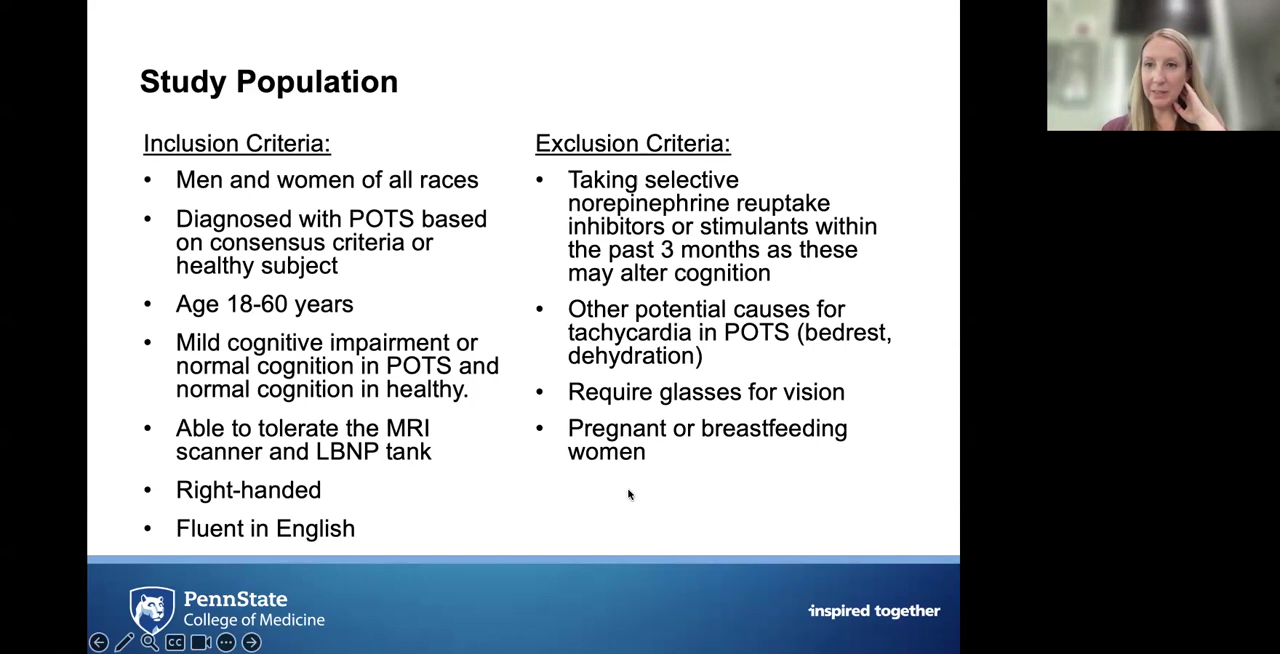 Study Population
Inclusion Criteria:
• Men and women of all races
• Diagnosed with POTS based
on consensus criteria or
healthy subject
• Age 18-60 years
• Mild cognitive impairment or
normal cognition in POTS and
normal cognition in healthy.
• Able to tolerate the MRI
scanner and LBNP tank
• Right-handed
• Fluent in English
Exclusion Criteria:
• Taking selective
norepinephrine reuptake
inhibitors or stimulants within
the past 3 months as these
may alter cognition
• Other potential causes for
tachycardia in POTS (bedrest,
dehydration)
• Require glasses for vision
• Pregnant or breastfeeding
women
PennState
College of Medicine
inspired together
CC